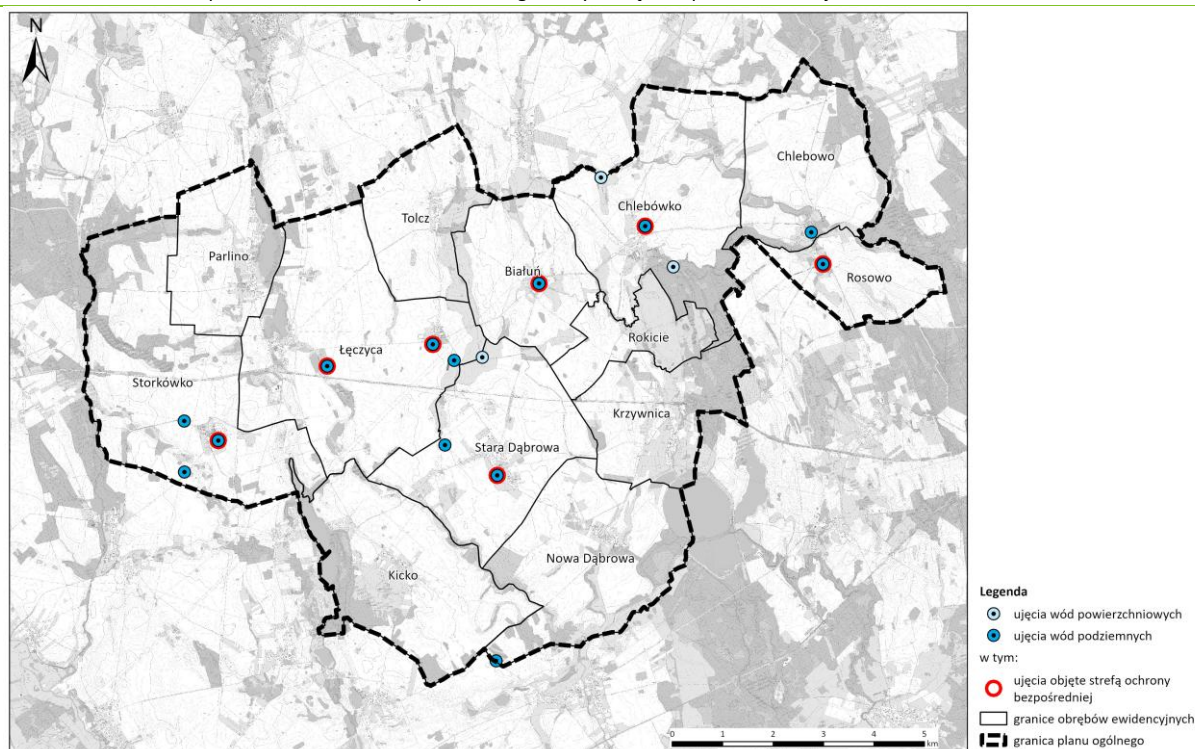 N
Chlebowo
Chlebówko
Tolcz
Parlino
Białuń
Rosowo
Rokicie
Łęczyca
Storkówko
Krzywnica
Stara Dąbrowa
Nowa Dąbrowa
Kicko
Legenda
ujęcia wód powierzchniowych
ujęcia wód podziemnych
w tym:
ujęcia objęte strefą ochrony
bezpośredniej
granice obrębów ewidencyjnych
granica planu ogólnego
0 1 2 3 4 5
km